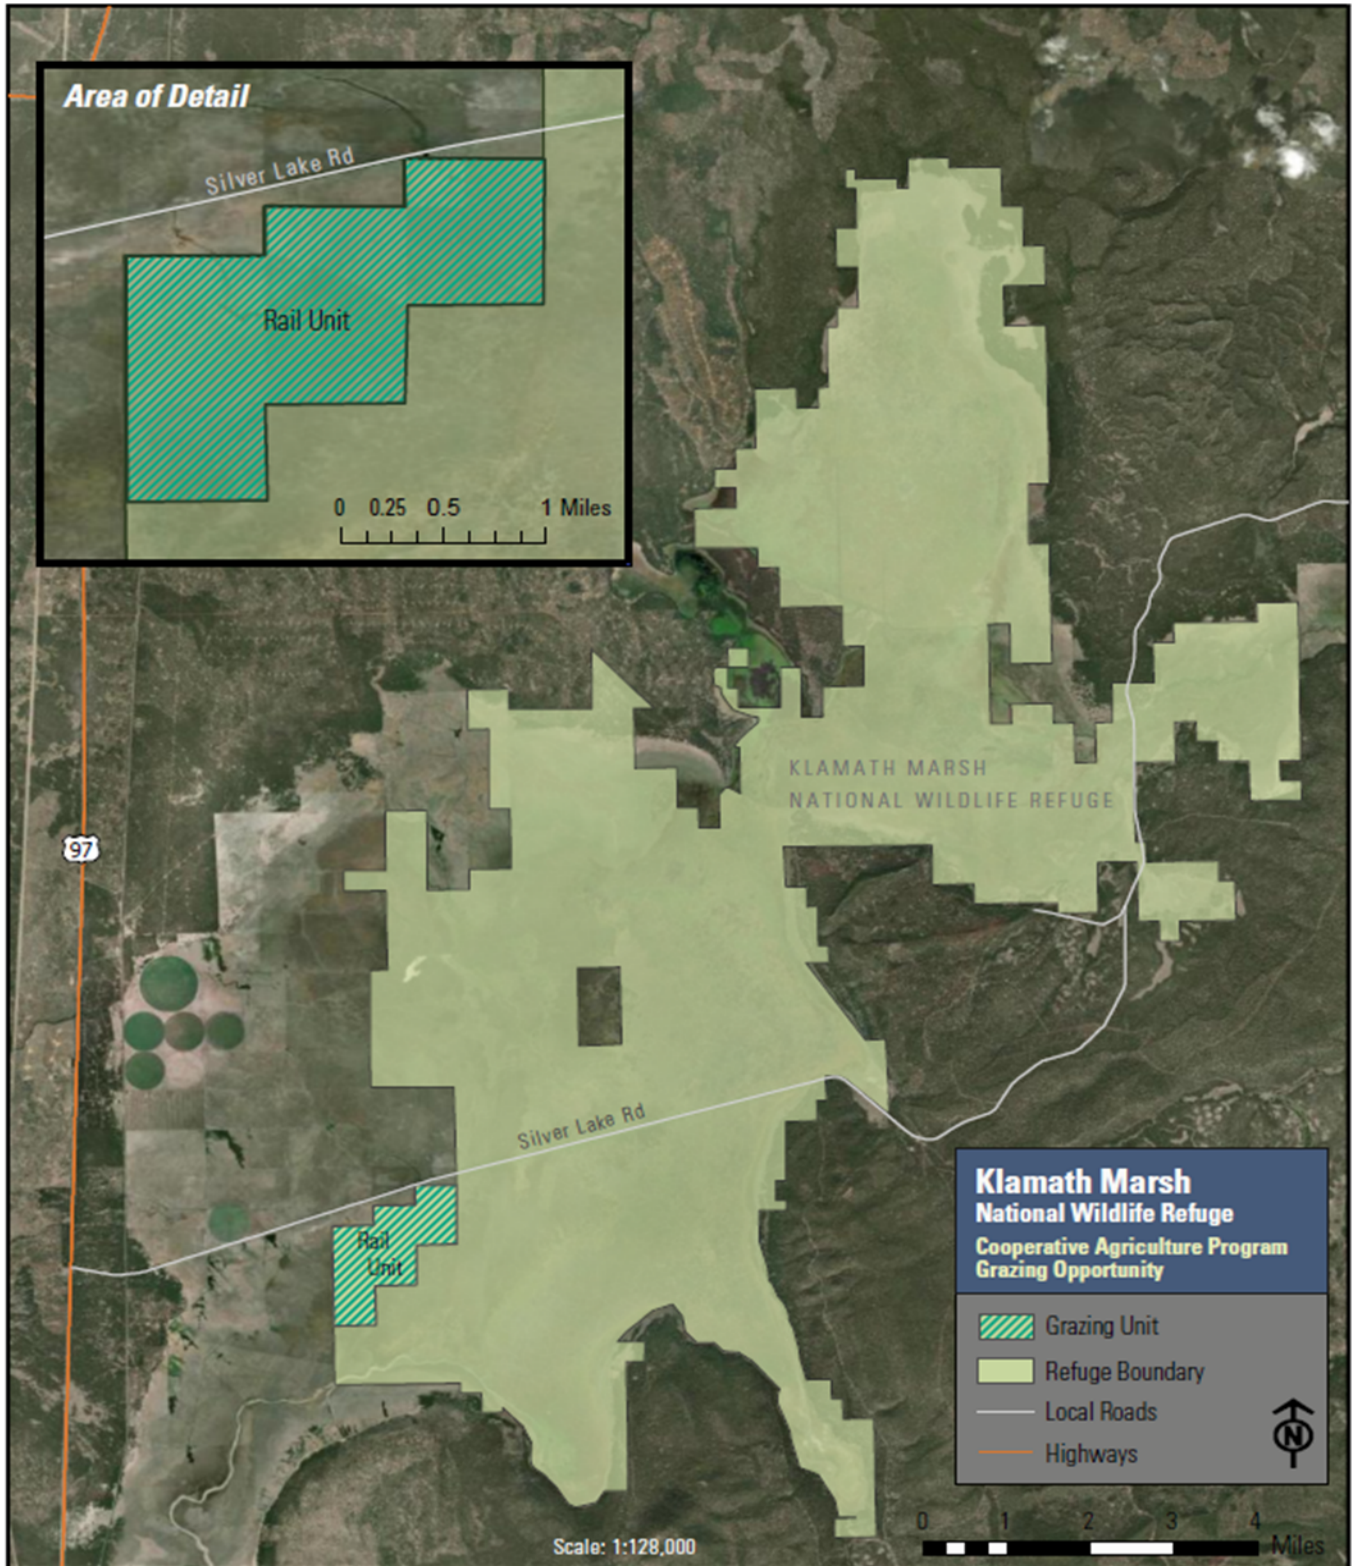 Area of Detail
Silver Lake Rd
Rail Unit
0 0.25 0.5 1 Miles
KLAMATH MARSH
NATIONAL WILDLIFE REFUGE
97
Silver Lake Rd
Rail
Unit
Klamath Marsh
National Wildlife Refuge
Cooperative Agriculture Program
Grazing Opportunity
Grazing Unit
Refuge Boundary
Local Roads
Highways
N
0 1 2 3 4
Miles
Scale: 1:128,000